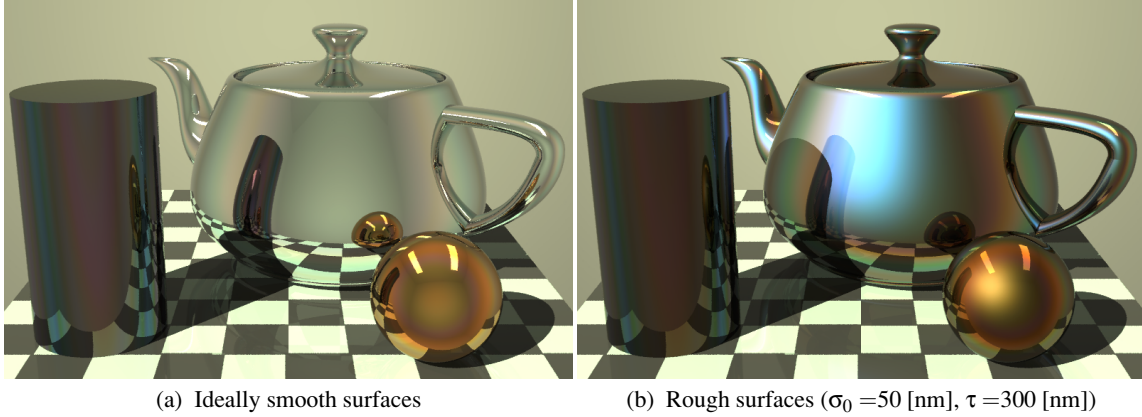 (a) Ideally smooth surfaces
(b) Rough surfaces (σ₀ =50 [nm], τ =300 [nm])